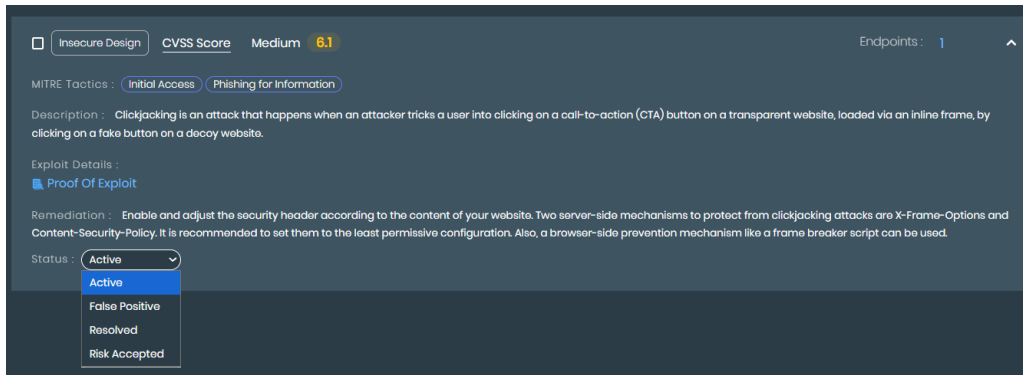 Insecure Design CVSS Score Medium 6.1 Endpoints : 1
MITRE Tactics : Initial Access Phishing for Information
Description : Clickjacking is an attack that happens when an attacker tricks a user into clicking on a call-to-action (CTA) button on a transparent website, loaded via an inline frame, by
clicking on a fake button on a decoy website.
Exploit Details :
Proof Of Exploit
Remediation : Enable and adjust the security header according to the content of your website. Two server-side mechanisms to protect from clickjacking attacks are X-Frame-Options and
Content-Security-Policy. It is recommended to set them to the least permissive configuration. Also, a browser-side prevention mechanism like a frame breaker script can be used.
Status : Active
Active
False Positive
Resolved
Risk Accepted